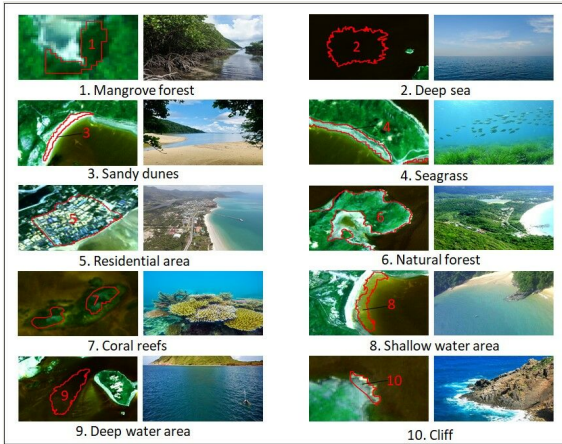 1
1. Mangrove forest
2
2. Deep sea
3
3. Sandy dunes
4
4. Seagrass
5
5. Residential area
6
6. Natural forest
7
7. Coral reefs
8
8. Shallow water area
9
9. Deep water area
10
10. Cliff